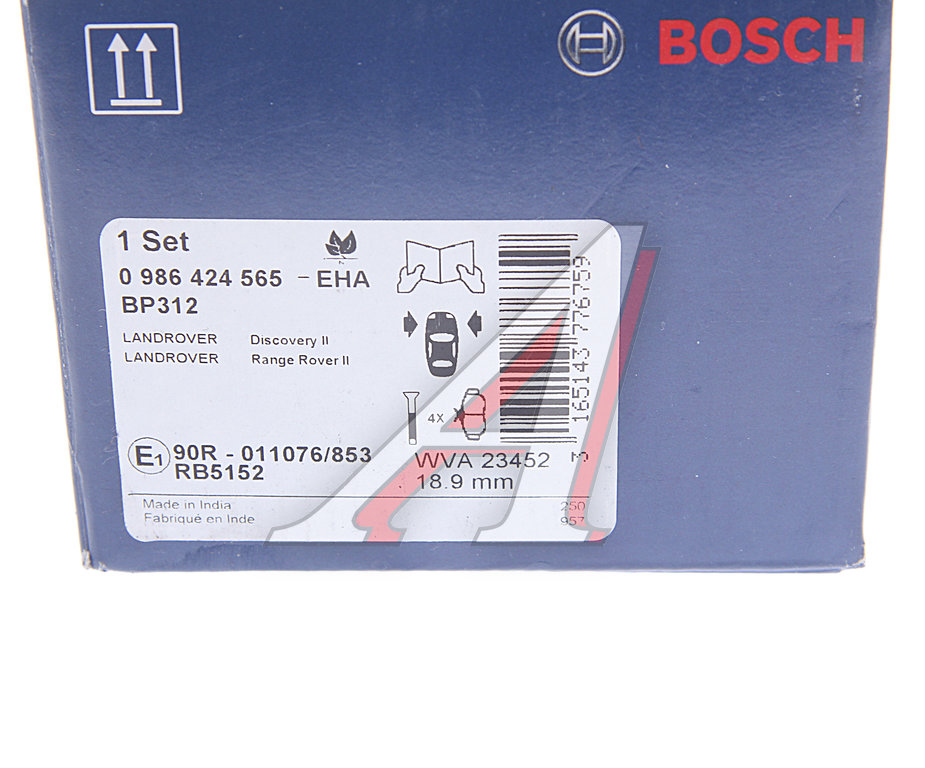 BOSCH
1 Set
0 986 424 565 - EHA
BP312
LANDROVER Discovery II
LANDROVER Range Rover II
4X
3 165143 776759
E1 90R - 011076/853
RB5152
WVA 23452
18.9 mm
Made in India
Fabriqué en Inde
250
957